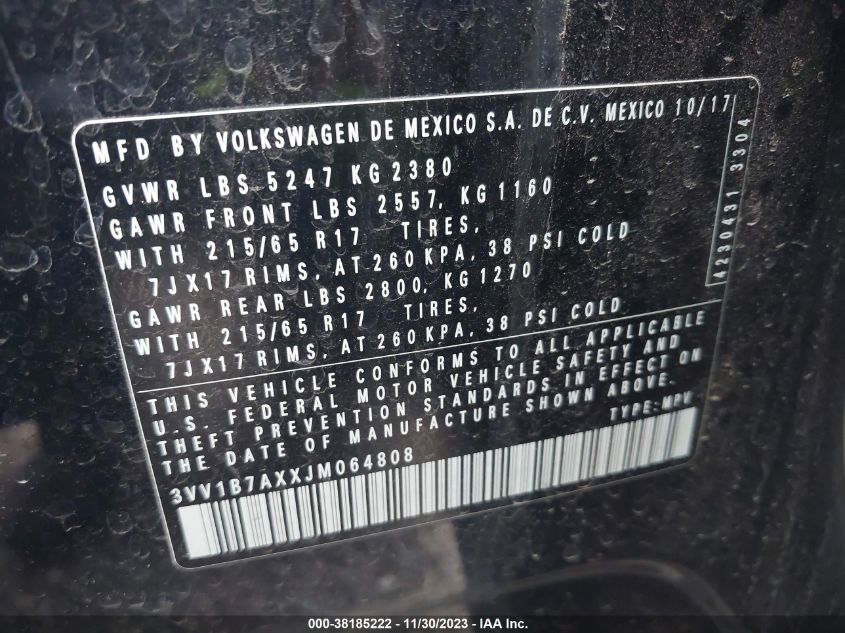 MFD BY VOLKSWAGEN DE MEXICO S.A. DE C.V. MEXICO 10/17
GVWR LBS 5247 KG 2380
GAWR FRONT LBS 2557, KG 1160
WITH 215/65 R17 TIRES,
7JX17 RIMS, AT 260 KPA, 38 PSI COLD
GAWR REAR LBS 2800, KG 1270
WITH 215/65 R17 TIRES,
7JX17 RIMS, AT 260 KPA, 38 PSI COLD
THIS VEHICLE CONFORMS TO ALL APPLICABLE
U.S. FEDERAL MOTOR VEHICLE SAFETY AND
THEFT PREVENTION STANDARDS IN EFFECT ON
THE DATE OF MANUFACTURE SHOWN ABOVE.
3VV1B7AXXJM064808 TYPE: MPV
4230431 3304
000-38185222 - 11/30/2023 - IAA Inc.